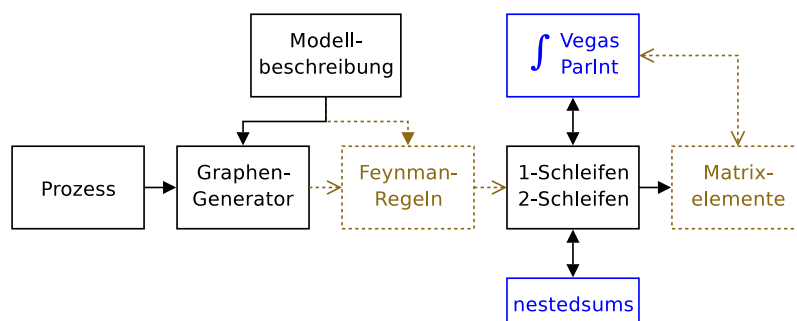 Modell-
beschreibung
∫ Vegas
ParInt
Prozess
Graphen-
Generator
Feynman-
Regeln
1-Schleifen
2-Schleifen
Matrix-
elemente
nestedsums